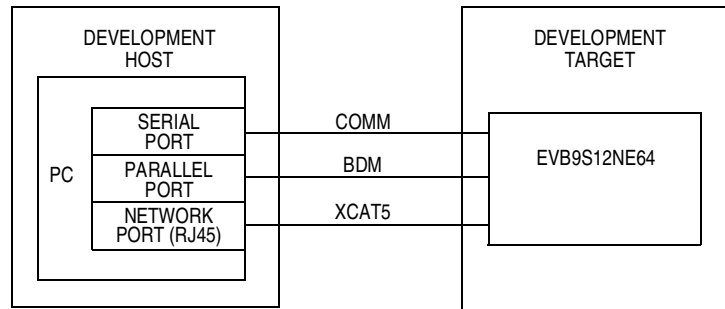 DEVELOPMENT
HOST
DEVELOPMENT
TARGET
PC
SERIAL
PORT
PARALLEL
PORT
NETWORK
PORT (RJ45)
COMM
BDM
XCAT5
EVB9S12NE64